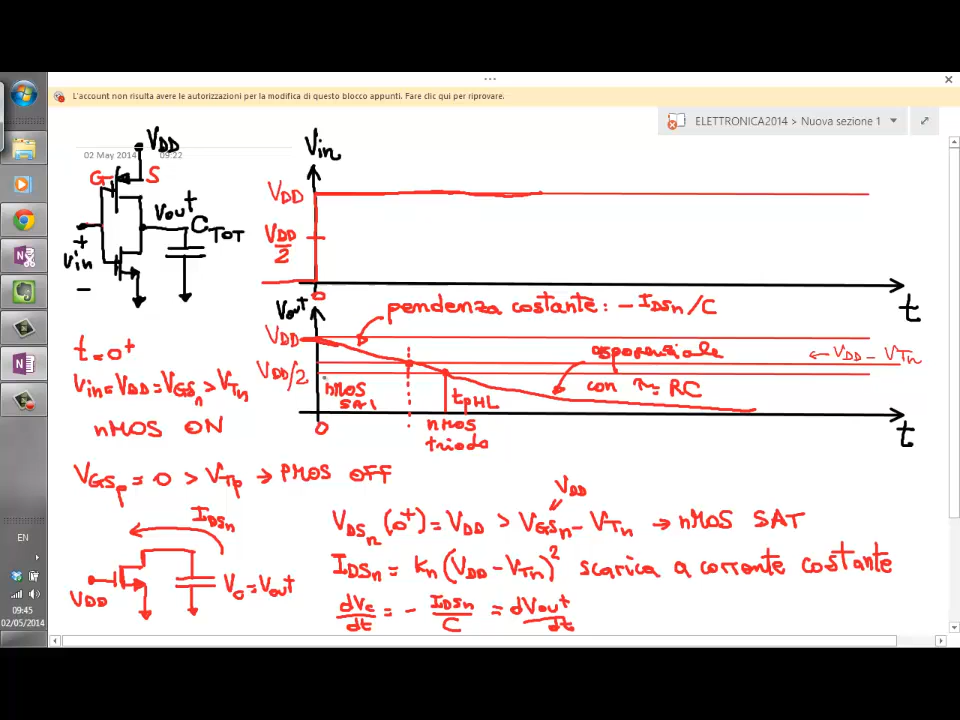 L'account non risulta avere le autorizzazioni per la modifica di questo blocco appunti. Fare clic qui per riprovare.
ELETTRONICA2014 > Nuova sezione 1
02 May 2014 09:22
VDD
G S
Vout
CTOT
+
Vin
−
Vin
VDD
VDD/2
0
t
Vout
pendenza costante: - IDSn/C
VDD
esponenziale
← VDD - VTn
VDD/2
nMOS
SAT
con τ ≈ RC
tpHL
0
nMOS
triodo
t
t = 0+
Vin = VDD = VGSn > VTn
nMOS ON
VGSp = 0 > VTp → PMOS OFF
IDSn
VDD
VC = Vout
VDD
VDSn (0+) = VDD > VGSn - VTn → nMOS SAT
IDSn = kn (VDD - VTn)² scarica a corrente costante
dVc/dt = - IDSn/C = dVout/dt
EN
09:45
02/05/2014